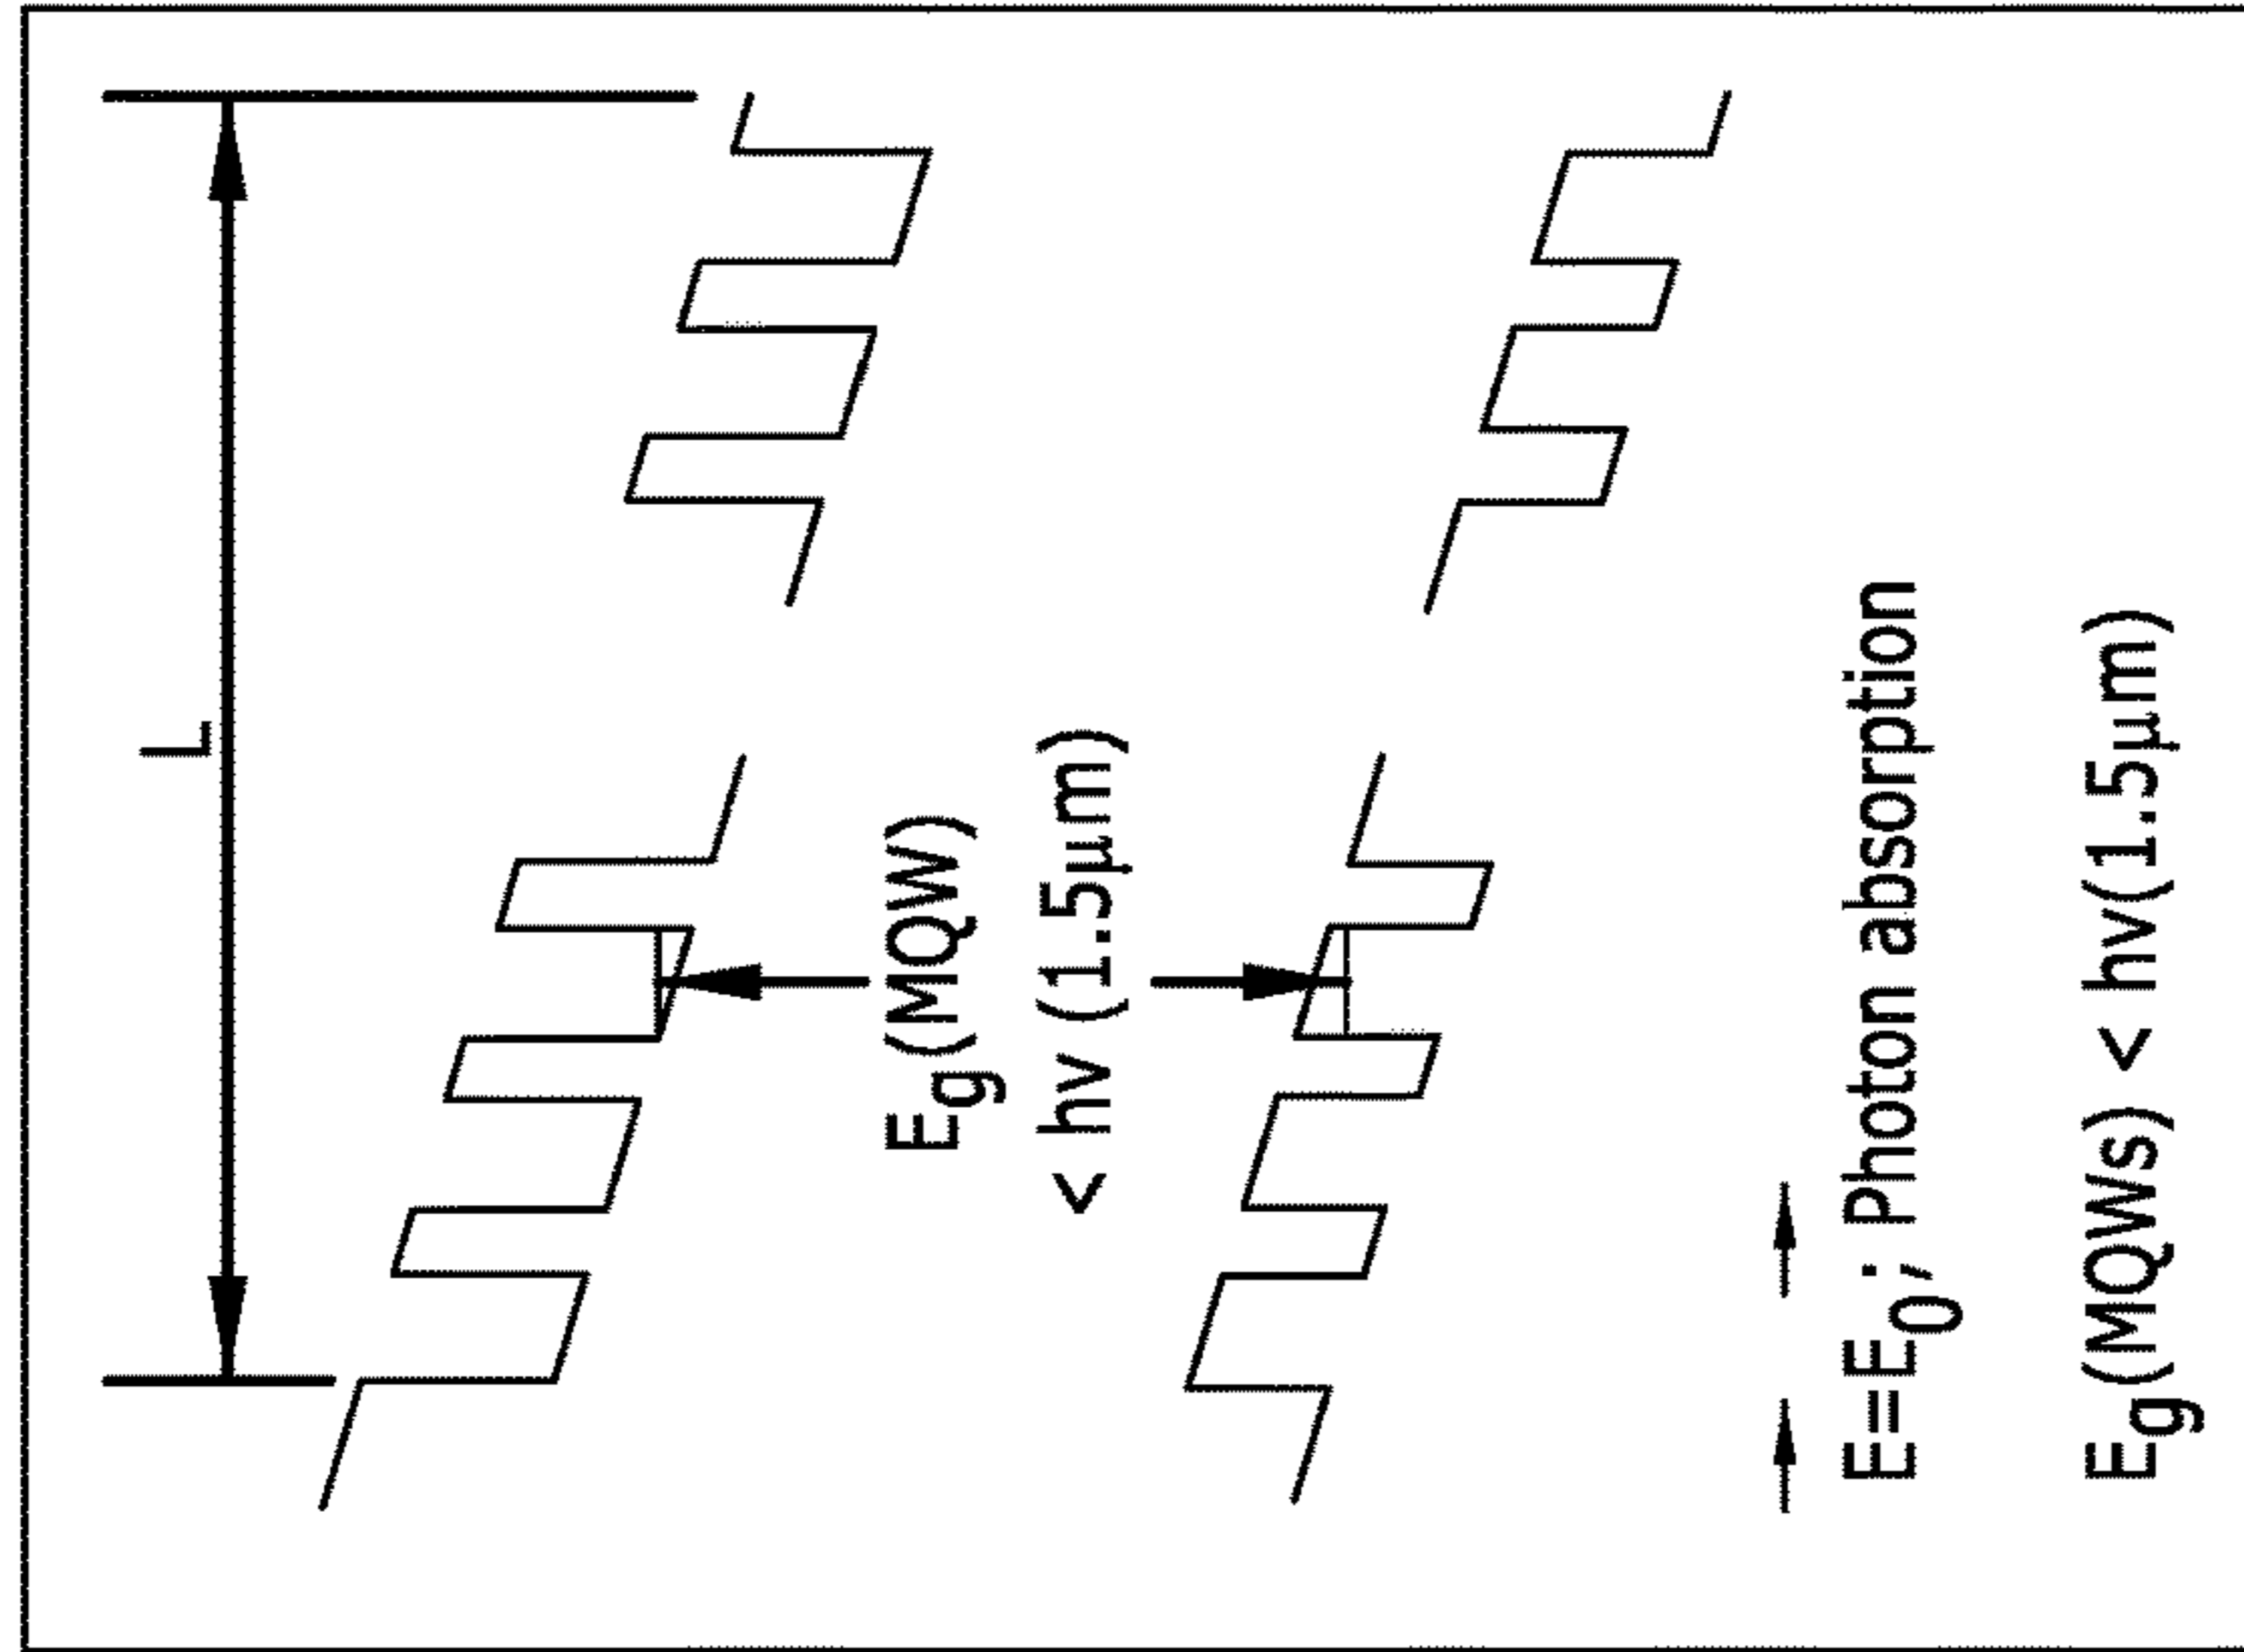 L
Eg(MQW)
< hν (1.5μm)
E=E0; Photon absorption
Eg(MQWs) < hν(1.5μm)